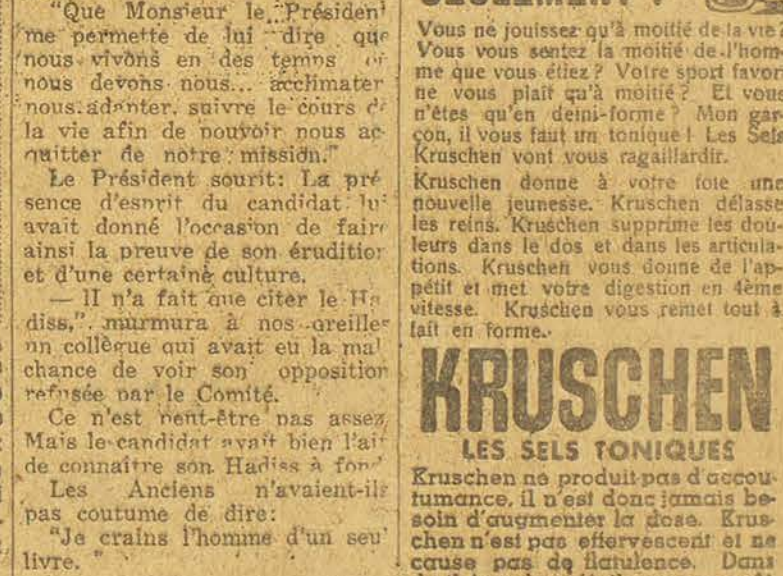 "Que Monsieur le Président
me permette de lui dire que
nous vivons en des temps où
nous devons nous... acclimater
nous adapter, suivre le cours de
la vie afin de pouvoir nous ac-
quitter de notre mission."
Le Président sourit: La pré
sence d'esprit du candidat lui
avait donné l'occasion de faire
ainsi la preuve de son érudition
et d'une certaine culture.
— Il n'a fait que citer le Ha
diss,". murmura à nos oreilles
un collègue qui avait eu la mal
chance de voir son opposition
refusée par le Comité.
Ce n'est peut-être pas assez
Mais le candidat avait bien l'air
de connaître son Hadiss à fond
Les Anciens n'avaient-ils
pas coutume de dire:
"Je crains l'homme d'un seul
livre. "
Vous ne jouissez qu'à moitié de la vie?
Vous vous sentez la moitié de l'hom-
me que vous étiez? Votre sport favori
ne vous plaît qu'à moitié? Et vous
n'êtes qu'en demi-forme? Mon gar-
çon, il vous faut un tonique! Les Sels
Kruschen vont vous ragaillardir.
Kruschen donne à votre foie une
nouvelle jeunesse. Kruschen délasse
les reins. Kruschen supprime les dou-
leurs dans le dos et dans les articula-
tions. Kruschen vous donne de l'ap-
pétit et met votre digestion en 4ème
vitesse. Kruschen vous remet tout à
fait en forme.
KRUSCHEN
LES SELS TONIQUES
Kruschen ne produit pas d'accou-
tumance, il n'est donc jamais be-
soin d'augmenter la dose. Krus-
chen n'est pas effervescent et ne
cause pas de flatulence. Dans